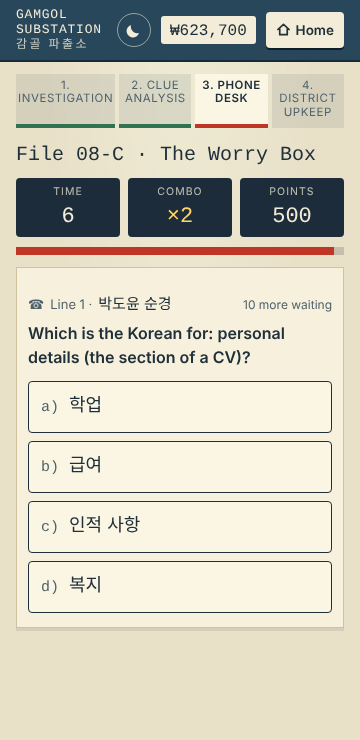 GAMGOL
SUBSTATION
감골 파출소
₩623,700
Home
1.
INVESTIGATION
2. CLUE
ANALYSIS
3. PHONE
DESK
4.
DISTRICT
UPKEEP
File 08-C · The Worry Box
TIME
6
COMBO
×2
POINTS
500
☎ Line 1 · 박도윤 순경
10 more waiting
Which is the Korean for: personal
details (the section of a CV)?
a) 학업
b) 급여
c) 인적 사항
d) 복지